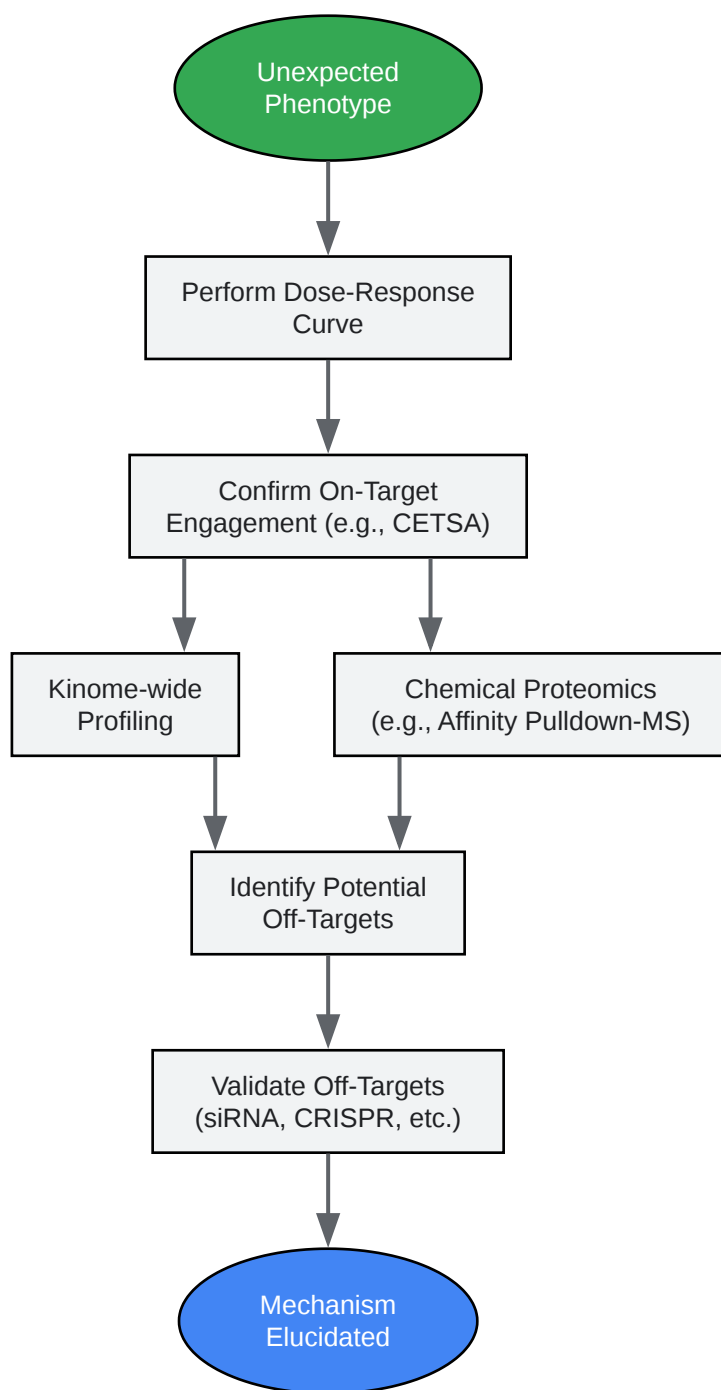 Unexpected
Phenotype
Perform Dose-Response
Curve
Confirm On-Target
Engagement (e.g., CETSA)
Kinome-wide
Profiling
Chemical Proteomics
(e.g., Affinity Pulldown-MS)
Identify Potential
Off-Targets
Validate Off-Targets
(siRNA, CRISPR, etc.)
Mechanism
Elucidated